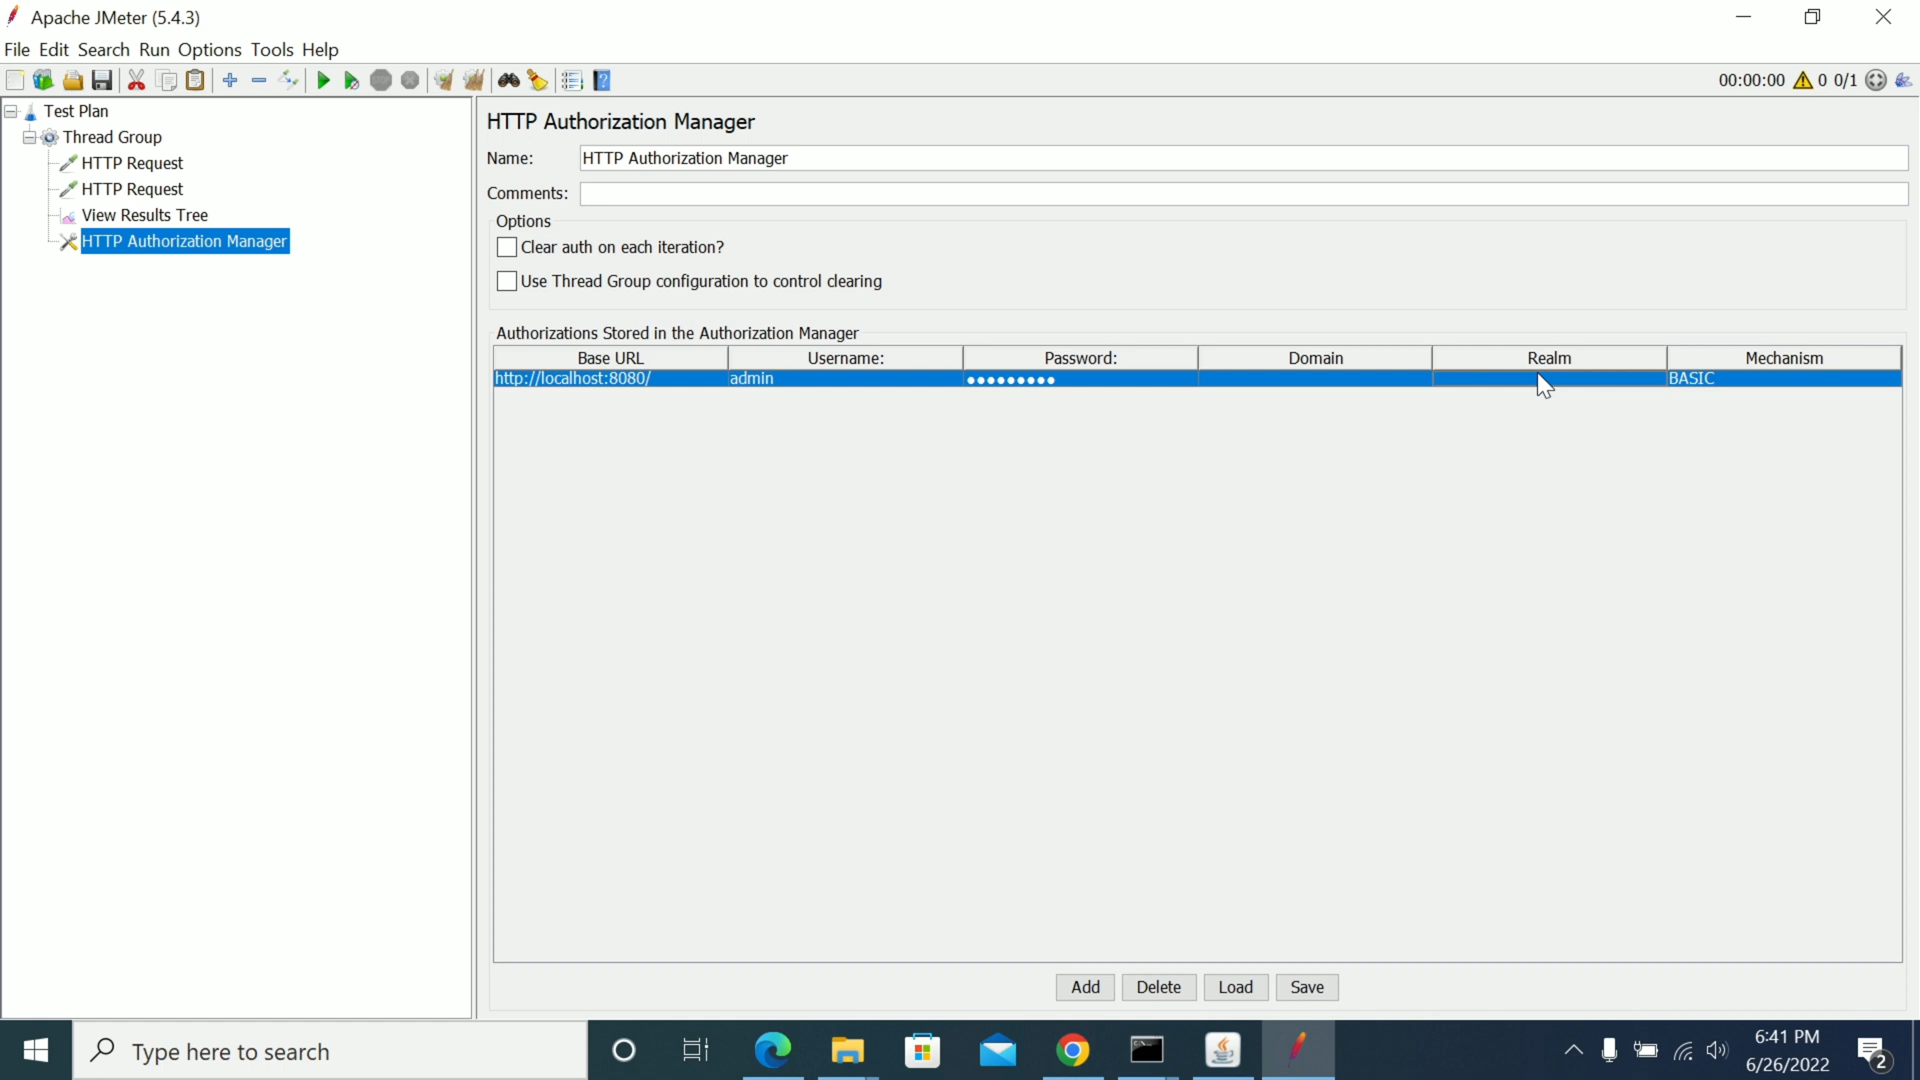 Apache JMeter (5.4.3)
File Edit Search Run Options Tools Help
00:00:00 0 0/1
Test Plan
Thread Group
HTTP Request
HTTP Request
View Results Tree
HTTP Authorization Manager
HTTP Authorization Manager
Name: HTTP Authorization Manager
Comments:
Options
Clear auth on each iteration?
Use Thread Group configuration to control clearing
Authorizations Stored in the Authorization Manager
Base URL Username: Password: Domain Realm Mechanism
http://localhost:8080/ admin ●●●●●●●●● BASIC
Add Delete Load Save
Type here to search
6:41 PM
6/26/2022
2